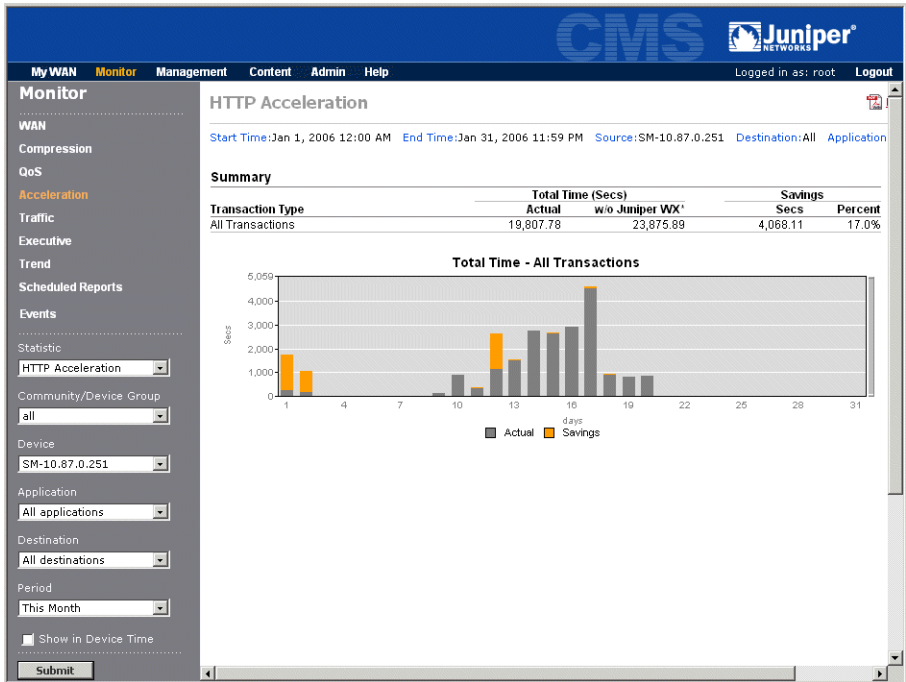 CMS
Juniper®
NETWORKS
My WAN Monitor Management Content Admin Help
Logged in as: root Logout
Monitor
WAN
Compression
QoS
Acceleration
Traffic
Executive
Trend
Scheduled Reports
Events
Statistic
HTTP Acceleration
Community/Device Group
all
Device
SM-10.87.0.251
Application
All applications
Destination
All destinations
Period
This Month
Show in Device Time
Submit
HTTP Acceleration
Start Time:Jan 1, 2006 12:00 AM End Time:Jan 31, 2006 11:59 PM Source:SM-10.87.0.251 Destination:All Application
Summary
Total Time (Secs) Savings
Transaction Type Actual w/o Juniper WX* Secs Percent
All Transactions 19,807.78 23,875.89 4,068.11 17.0%
Total Time - All Transactions
5,059
4,000
3,000
2,000
1,000
0
Secs
1 4 7 10 13 16 19 22 25 28 31
days
Actual Savings